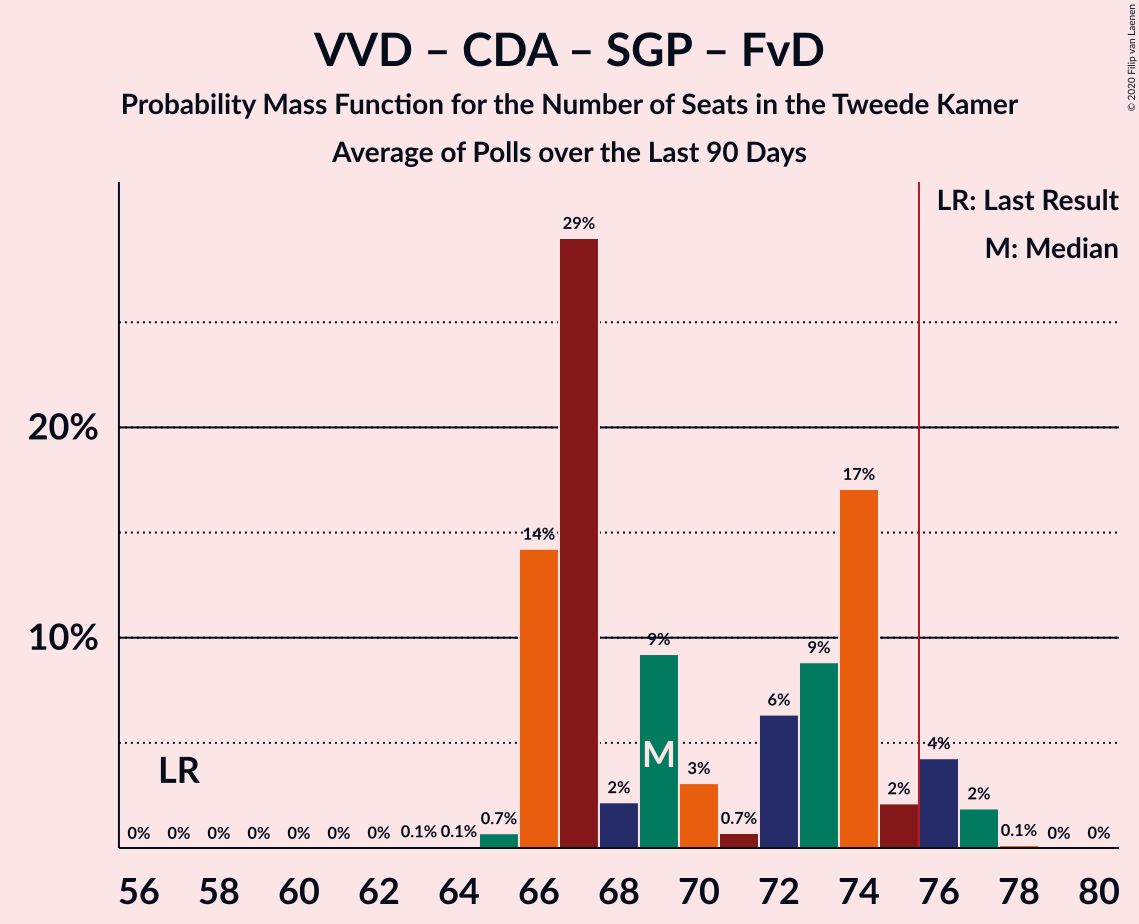 VVD – CDA – SGP – FvD
Probability Mass Function for the Number of Seats in the Tweede Kamer
Average of Polls over the Last 90 Days
© 2020 Filip van Laenen
LR: Last Result
M: Median
20%
10%
LR
M
0% 0% 0% 0% 0% 0% 0% 0.1% 0.1% 0.7% 14% 29% 2% 9% 3% 0.7% 6% 9% 17% 2% 4% 2% 0.1% 0% 0%
56 58 60 62 64 66 68 70 72 74 76 78 80